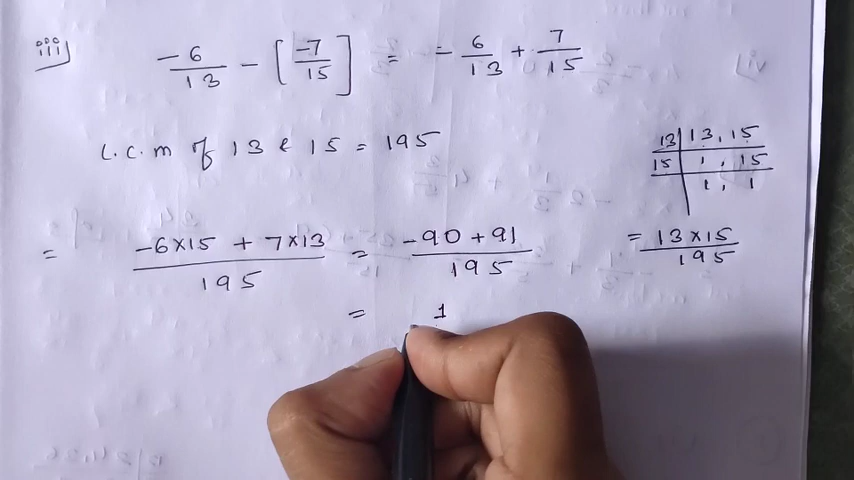 iii) -6/13 - [-7/15] = = -6/13 + 7/15
L.C.M of 13 & 15 = 195
13 | 13, 15
15 | 1, 15
1, 1
= -6×15 + 7×13 / 195 = -90 + 91 / 195
= 13×15 / 195
= 1